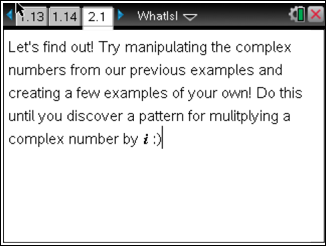 1.13 1.14 2.1 WhatIsI
Let's find out! Try manipulating the complex
numbers from our previous examples and
creating a few examples of your own! Do this
until you discover a pattern for mulitplying a
complex number by i :)